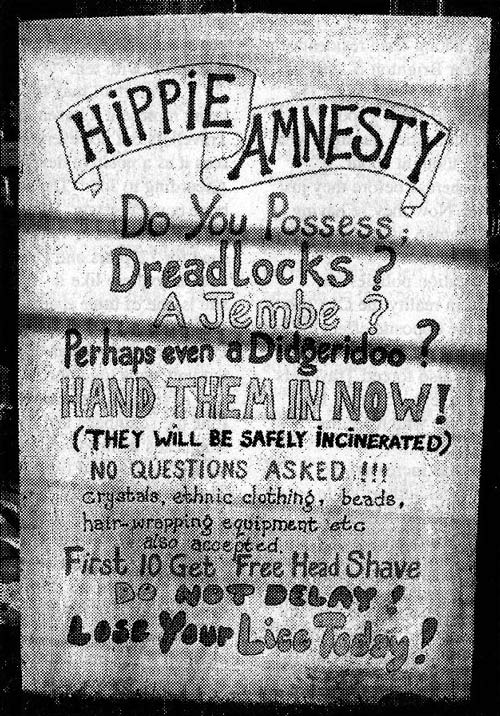 HiPPiE AMNESTY
Do You Possess:
DreadLocks?
A Jembe?
Perhaps even a Didgeridoo?
HAND THEM IN NOW!
(THEY WiLL BE SAFELY iNCiNERATED)
NO QUESTIONS ASKED!!!
Crystals, ethnic clothing, beads,
hair-wrapping equipment etc
also accepted.
First 10 Get Free Head Shave
DO NOT DELAY!
Lose Your Lice Today!